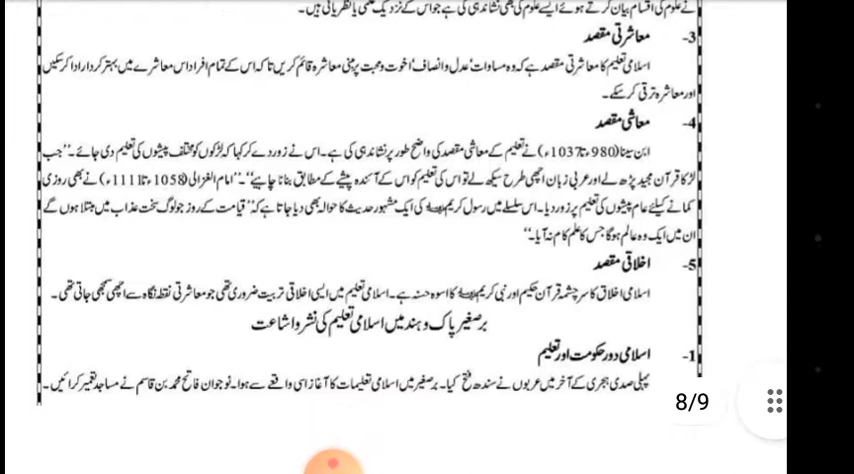 نے علوم کی اقسام بیان کرتے ہوئے ایسے علوم کی بھی نشاندہی کی ہے جو اس کے نزدیک علمی یا نظریاتی ہیں۔
3- معاشرتی مقصد
اسلامی تعلیم کا معاشرتی مقصد ہے کہ وہ مساوات‘ عدل و انصاف‘ اخوت و محبت پر مبنی معاشرہ قائم کریں تاکہ اس کے تمام افراد اس معاشرے میں بہتر کردار ادا کر سکیں
اور معاشرہ ترقی کر سکے۔
4- معاشی مقصد
ابن سینا (980ء تا 1037ء) نے تعلیم کے معاشی مقصد کی واضح طور پر نشاندہی کی ہے۔ اس نے زور دے کر کہا کہ لڑکوں کو مختلف پیشوں کی تعلیم دی جائے۔ ’’جب
لڑکا قرآن مجید پڑھ لے اور عربی زبان اچھی طرح سیکھ لے تو اس کی تعلیم کو اس کے آئندہ پیشے کے مطابق بنانا چاہیے‘‘۔ ’’امام الغزالی (1058ء تا 1111ء) نے بھی روزی
کمانے کیلئے عام پیشوں کی تعلیم پر زور دیا۔ اس سلسلے میں رسول کریم ﷺ کی ایک مشہور حدیث کا حوالہ بھی دیا جاتا ہے کہ ’’قیامت کے روز جو لوگ سخت عذاب میں مبتلا ہوں گے
ان میں ایک وہ عالم ہوگا جس کا علم کام نہ آیا۔‘‘
5- اخلاقی مقصد
اسلامی اخلاق کا سرچشمہ قرآن حکیم اور نبی کریم ﷺ کا اسوہ حسنہ ہے۔ اسلامی تعلیم میں ایسی اخلاقی تربیت ضروری تھی جو معاشرتی نقطہ نگاہ سے اچھی سمجھی جاتی تھی۔
برصغیر پاک و ہند میں اسلامی تعلیم کی نشر و اشاعت
1- اسلامی دور حکومت اور تعلیم
پہلی صدی ہجری کے آخر میں عربوں نے سندھ فتح کیا۔ برصغیر میں اسلامی تعلیمات کا آغاز اسی واقعے سے ہوا۔ نوجوان فاتح محمد بن قاسم نے مساجد تعمیر کرائیں۔
8/9